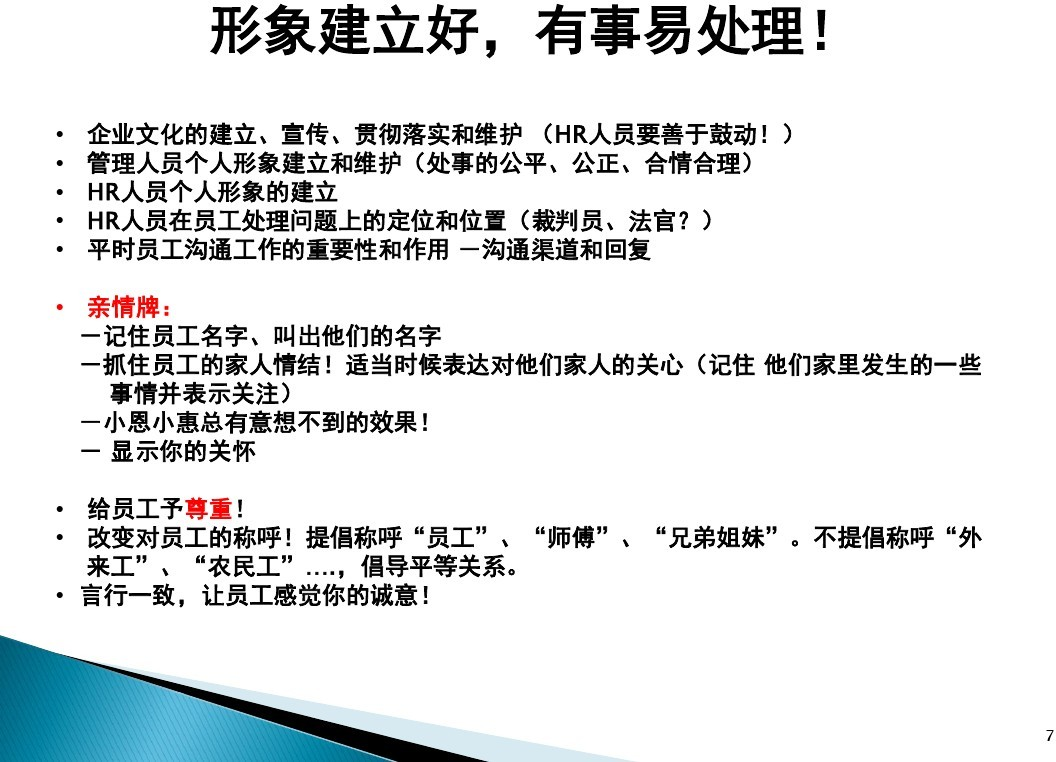 形象建立好，有事易处理！
• 企业文化的建立、宣传、贯彻落实和维护 （HR人员要善于鼓动！）
• 管理人员个人形象建立和维护（处事的公平、公正、合情合理）
• HR人员个人形象的建立
• HR人员在员工处理问题上的定位和位置（裁判员、法官？）
• 平时员工沟通工作的重要性和作用 －沟通渠道和回复
• 亲情牌：
－记住员工名字、叫出他们的名字
－抓住员工的家人情结！适当时候表达对他们家人的关心（记住 他们家里发生的一些
事情并表示关注）
－小恩小惠总有意想不到的效果！
－ 显示你的关怀
• 给员工予尊重！
• 改变对员工的称呼！提倡称呼“员工”、“师傅”、“兄弟姐妹”。不提倡称呼“外
来工”、“农民工”….，倡导平等关系。
• 言行一致，让员工感觉你的诚意！
7